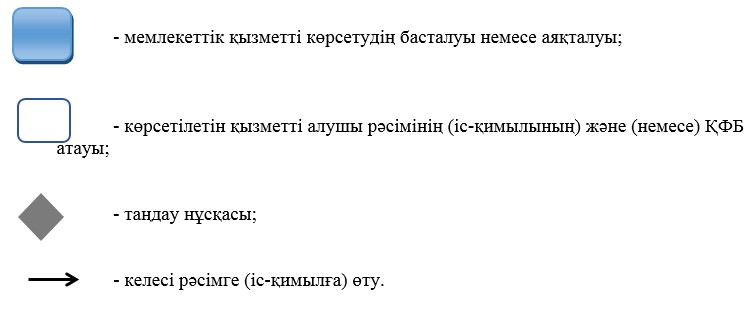 - мемлекеттік қызметті көрсетудің басталуы немесе аяқталуы;
- көрсетілетін қызметті алушы рәсімінің (іс-қимылының) және (немесе) ҚФБ
атауы;
- таңдау нұсқасы;
- келесі рәсімге (іс-қимылға) өту.